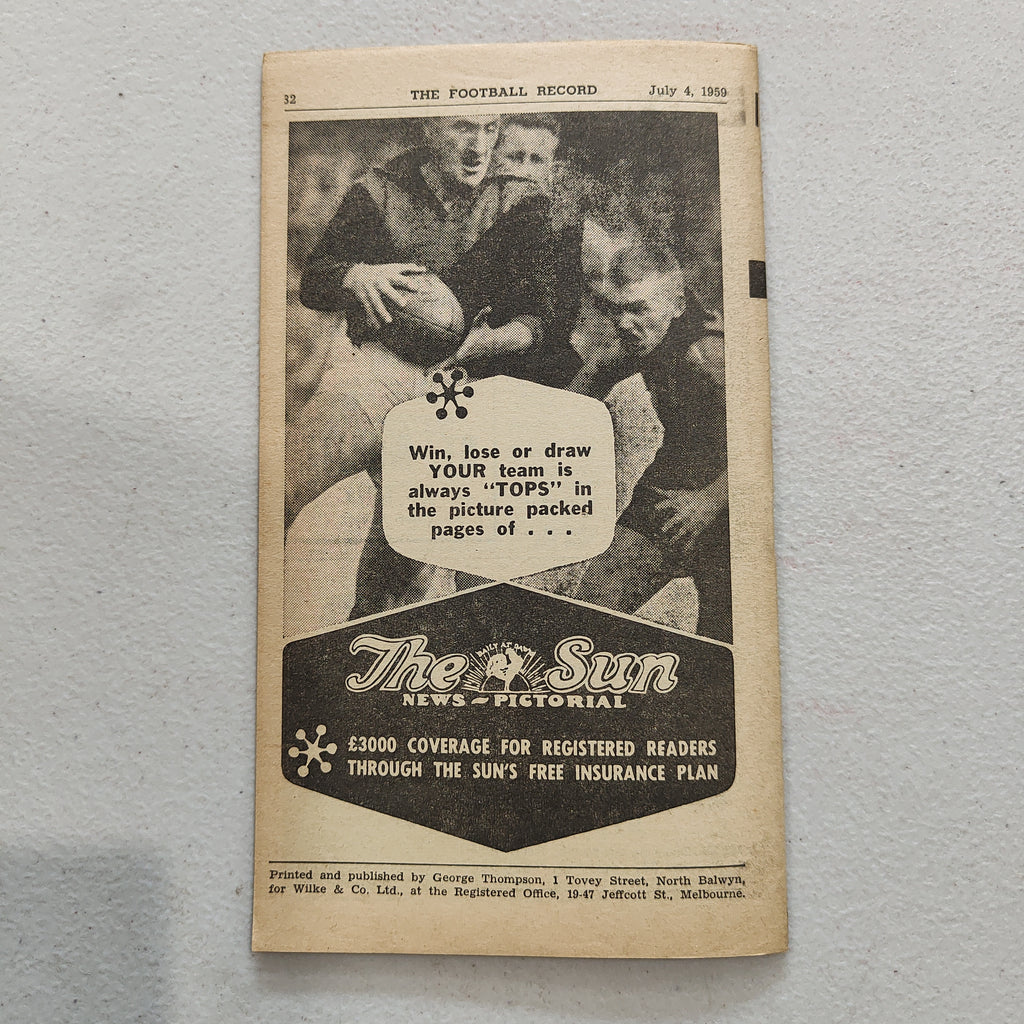 32 THE FOOTBALL RECORD July 4, 1959
Win, lose or draw
YOUR team is
always "TOPS" in
the picture packed
pages of . . .
DAILY AT DAWN
The Sun
NEWS-PICTORIAL
£3000 COVERAGE FOR REGISTERED READERS
THROUGH THE SUN'S FREE INSURANCE PLAN
Printed and published by George Thompson, 1 Tovey Street, North Balwyn,
for Wilke & Co. Ltd., at the Registered Office, 19-47 Jeffcott St., Melbourne.